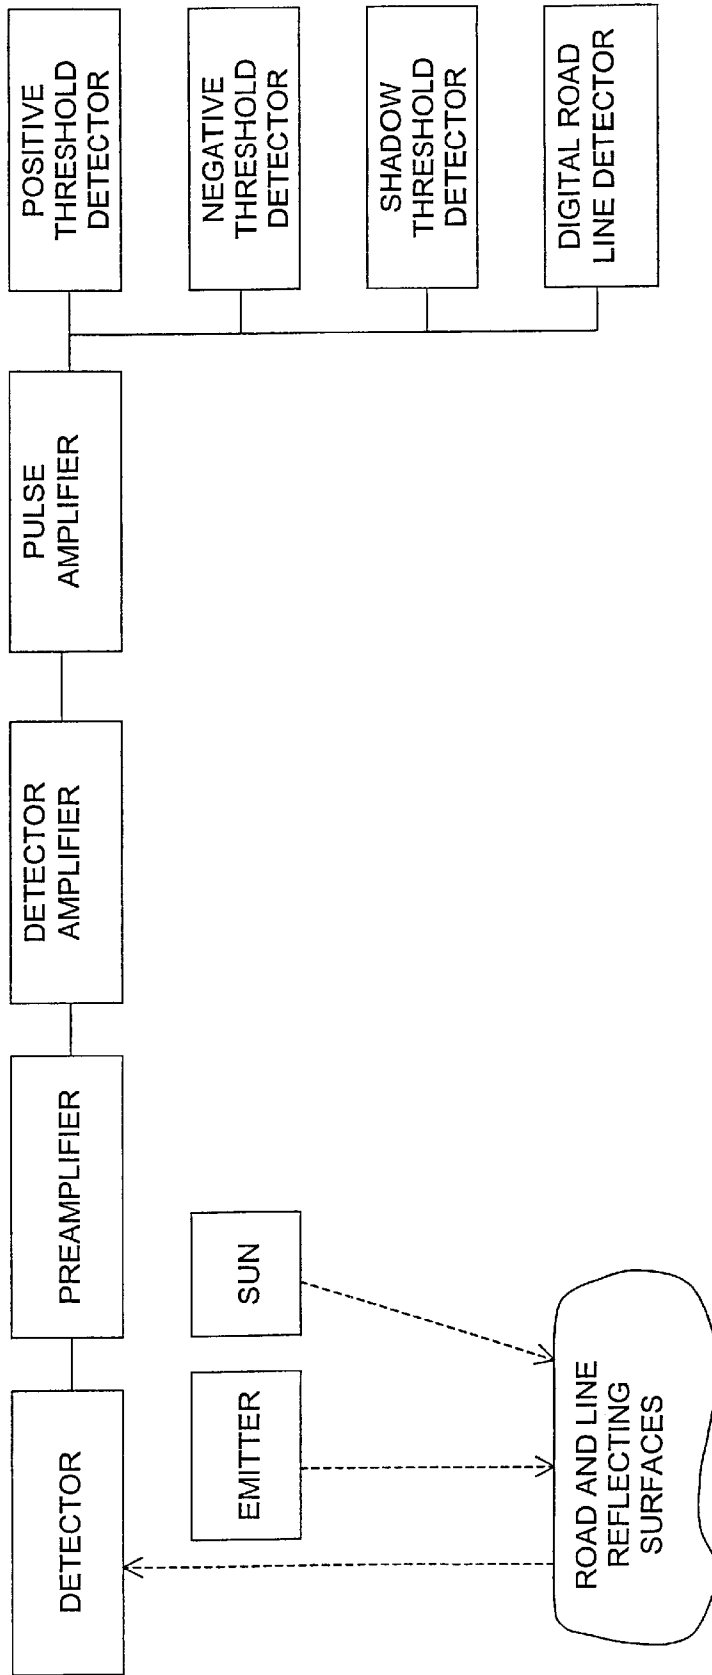 DETECTOR
PREAMPLIFIER
DETECTOR
AMPLIFIER
PULSE
AMPLIFIER
POSITIVE
THRESHOLD
DETECTOR
EMITTER
SUN
NEGATIVE
THRESHOLD
DETECTOR
SHADOW
THRESHOLD
DETECTOR
ROAD AND LINE
REFLECTING
SURFACES
DIGITAL ROAD
LINE DETECTOR